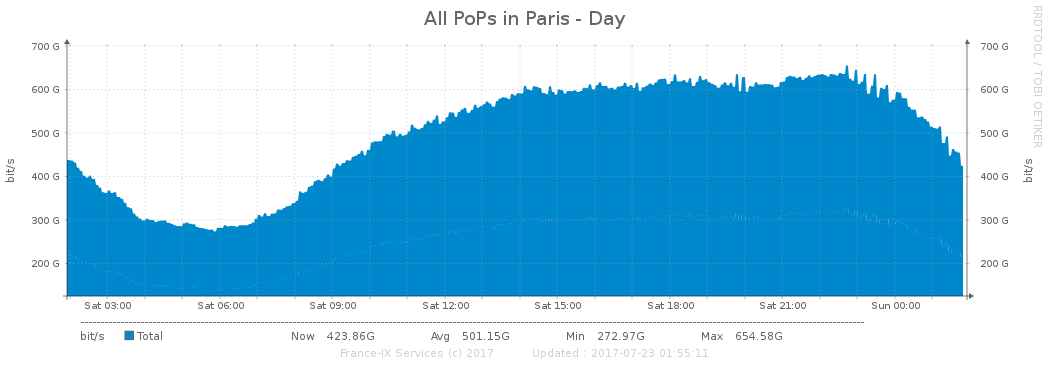 All PoPs in Paris - Day
RRDTOOL / TOBI OETIKER
700 G 700 G
600 G 600 G
500 G 500 G
400 G 400 G
300 G 300 G
200 G 200 G
bit/s bit/s
Sat 03:00 Sat 06:00 Sat 09:00 Sat 12:00 Sat 15:00 Sat 18:00 Sat 21:00 Sun 00:00
bit/s Total Now 423.86G Avg 501.15G Min 272.97G Max 654.58G
France-IX Services (c) 2017 Updated : 2017-07-23 01:55:11